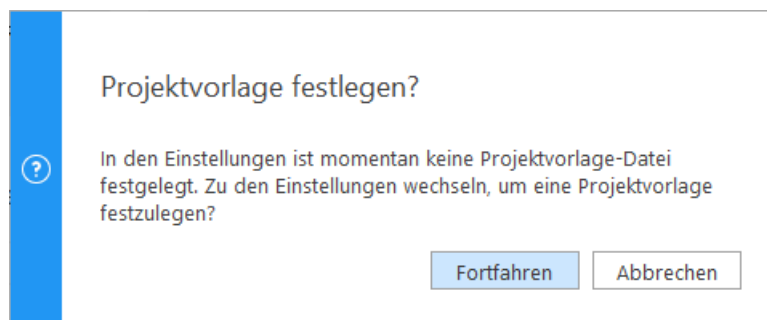 Projektvorlage festlegen?
In den Einstellungen ist momentan keine Projektvorlage-Datei
festgelegt. Zu den Einstellungen wechseln, um eine Projektvorlage
festzulegen?
Fortfahren
Abbrechen